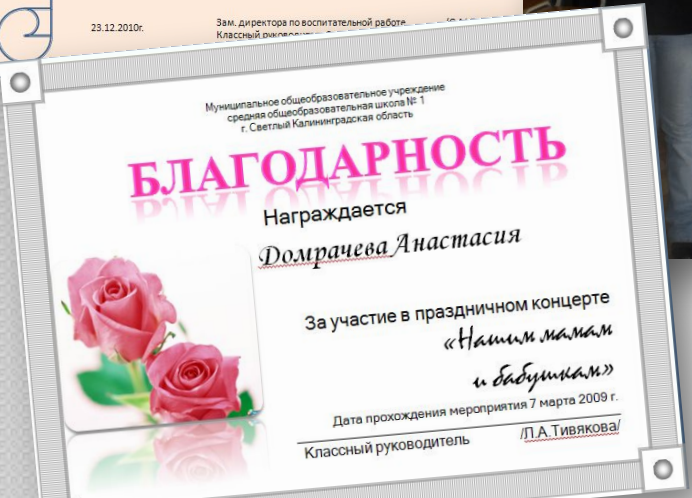 23.12.2010г.
Зам. директора по воспитательной работе
Классный
Муниципальное общеобразовательное учреждение
средняя общеобразовательная школа № 1
г. Светлый Калининградская область
БЛАГОДАРНОСТЬ
Награждается
Домрачева Анастасия
За участие в праздничном концерте
«Нашим мамам
и бабушкам»
Дата прохождения мероприятия 7 марта 2009 г.
Классный руководитель /Л.А.Тивякова/